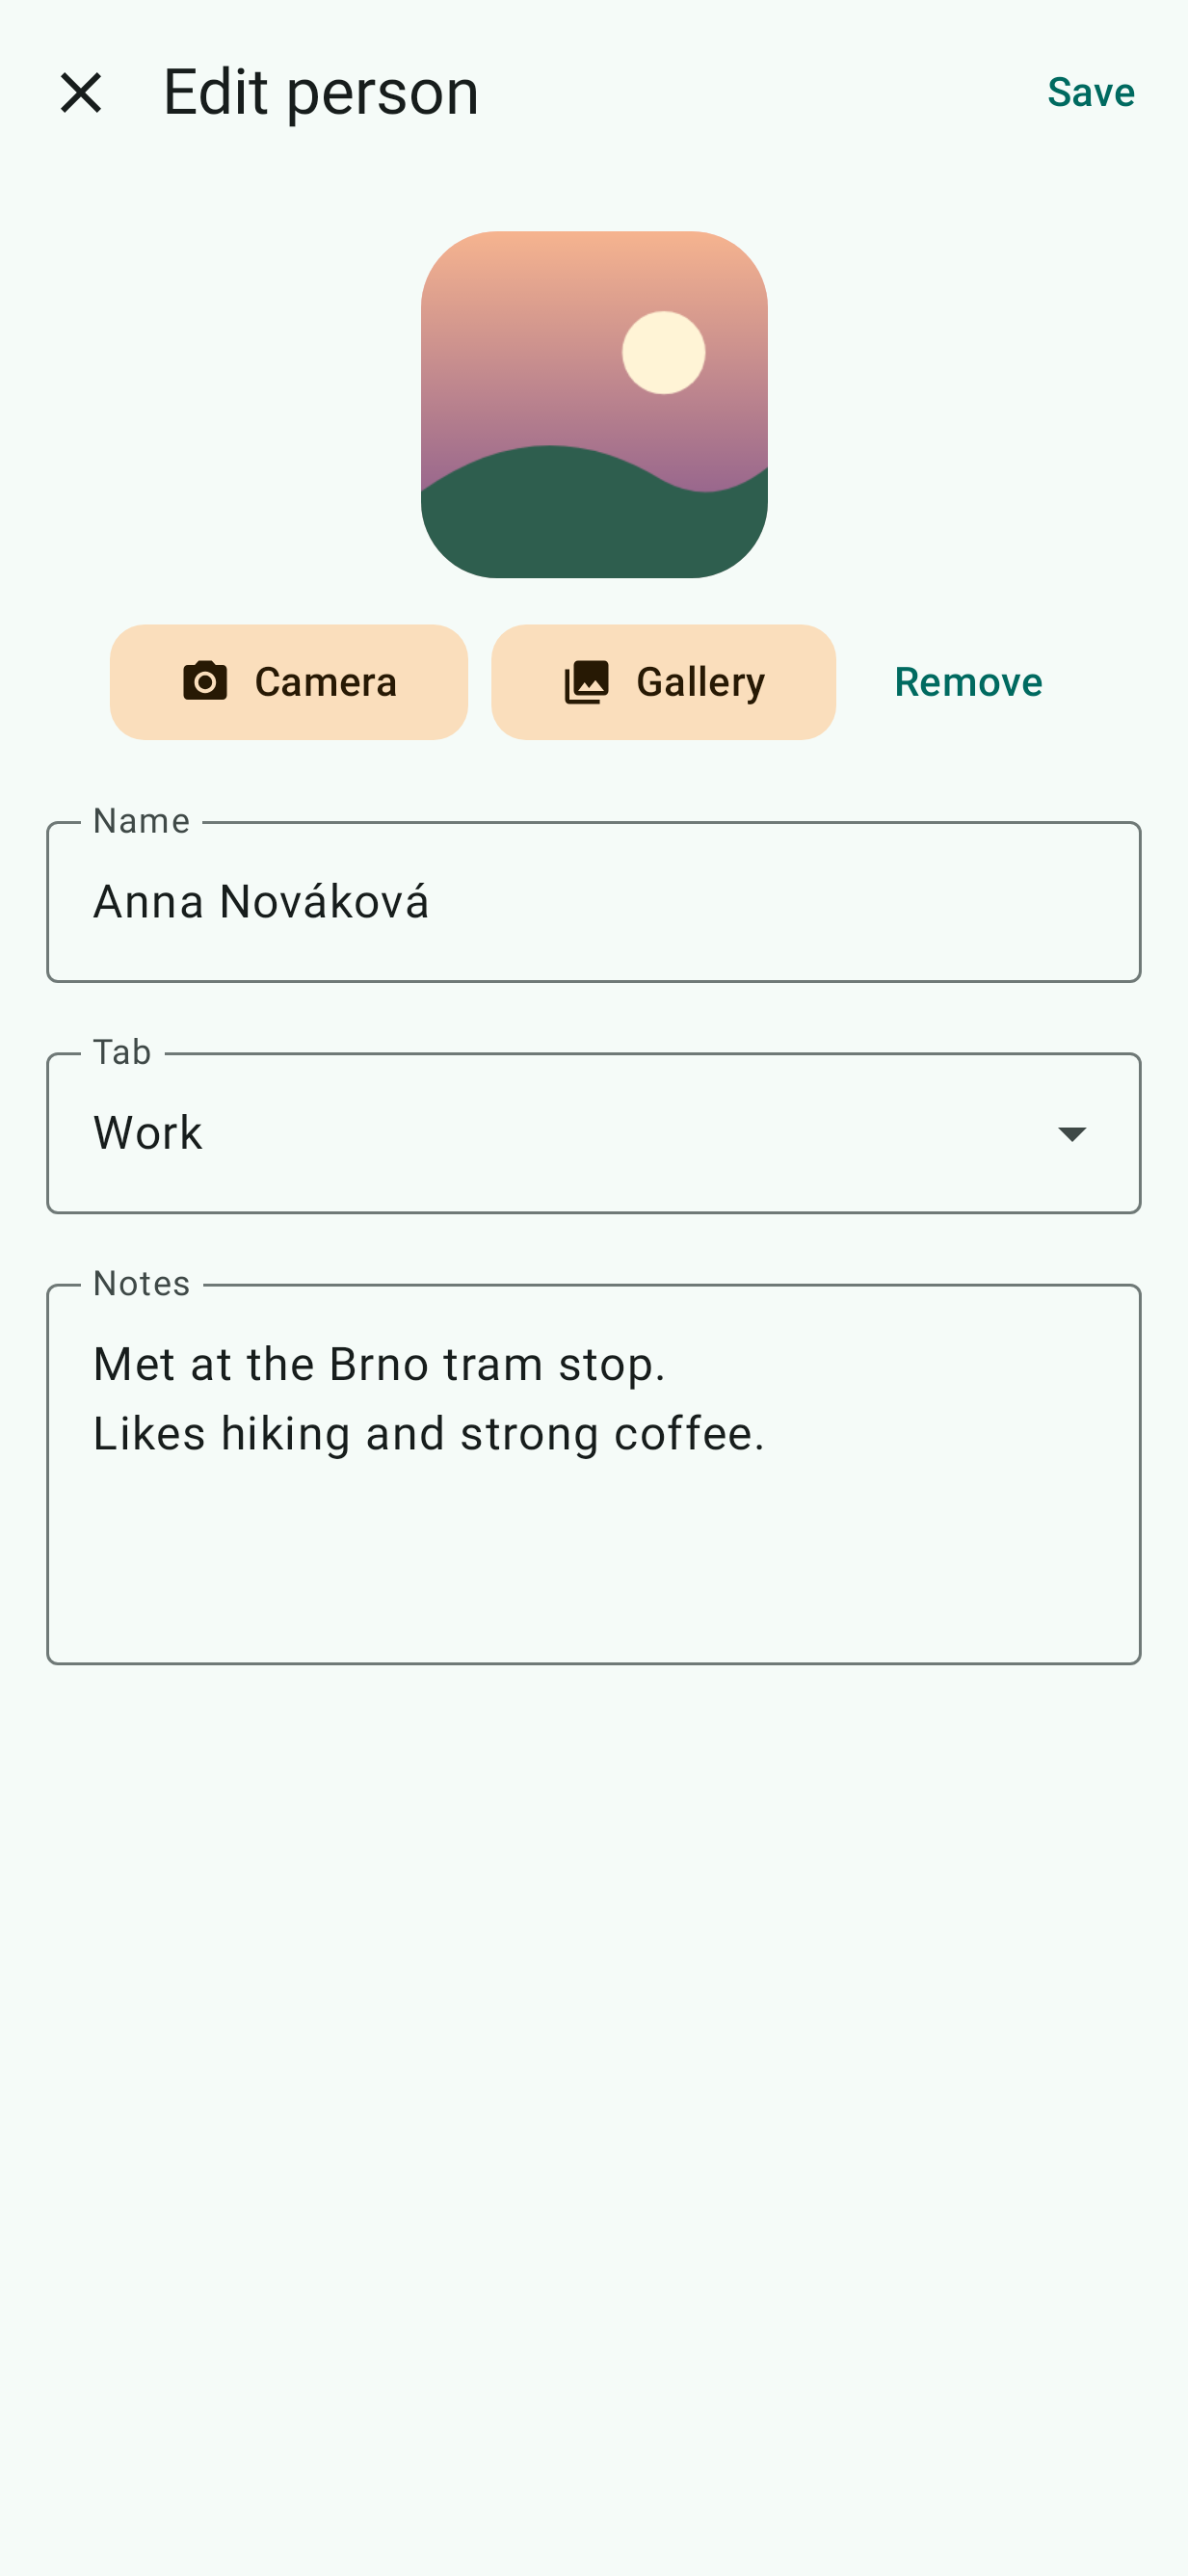 Edit person
Save
Camera
Gallery
Remove
Name
Anna Nováková
Tab
Work
Notes
Met at the Brno tram stop.
Likes hiking and strong coffee.